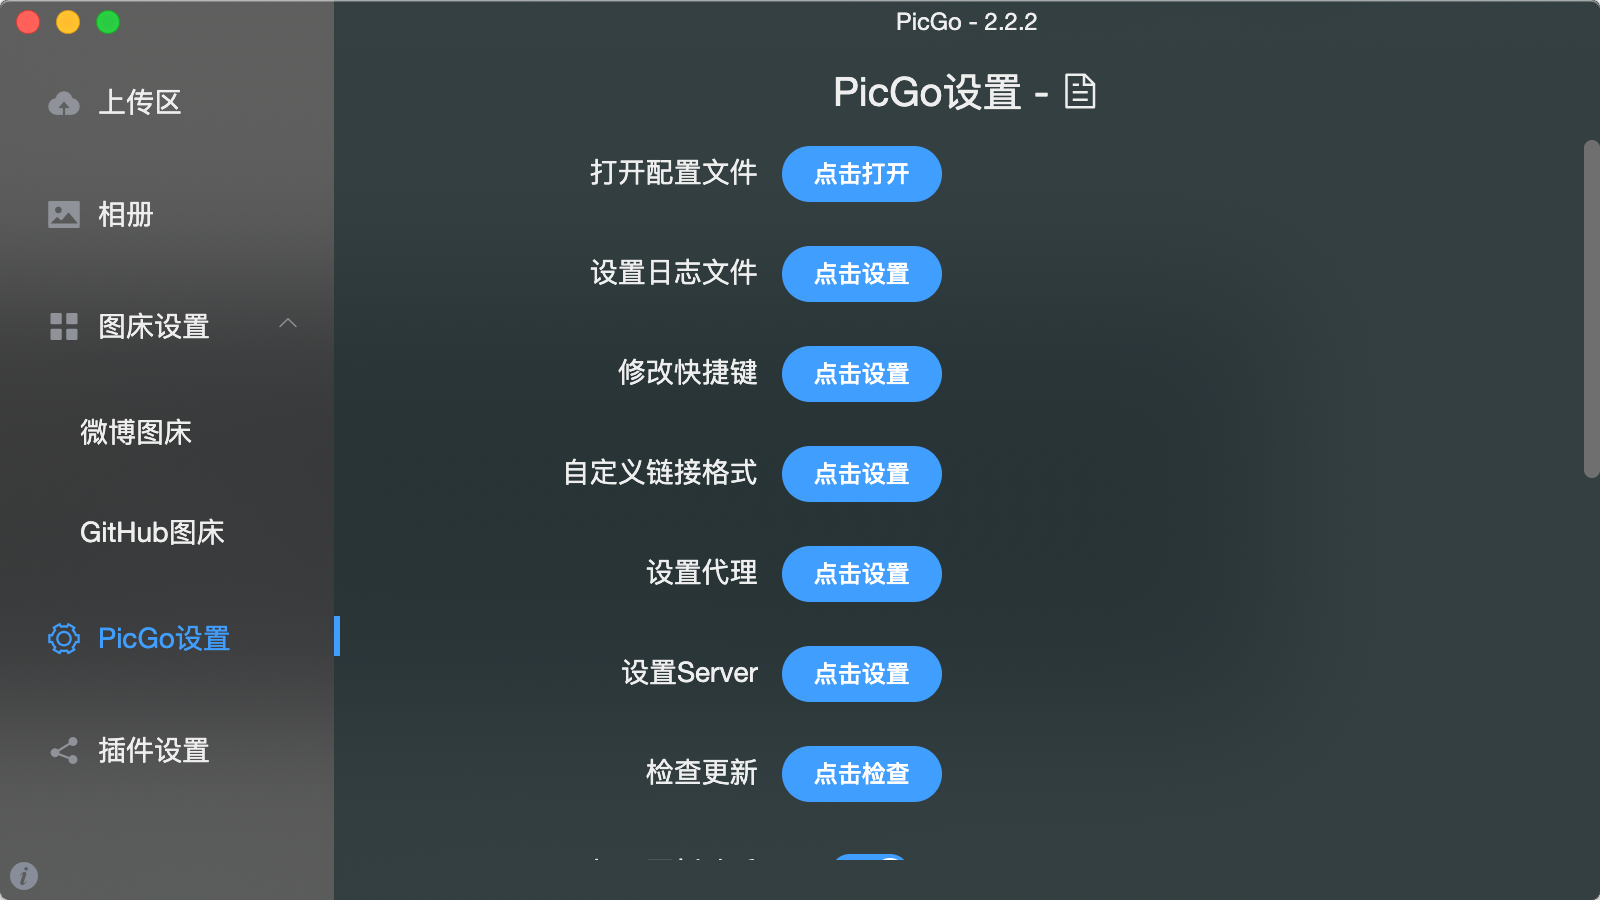 PicGo - 2.2.2
上传区
相册
图床设置
微博图床
GitHub图床
PicGo设置
插件设置
PicGo设置 -
打开配置文件 点击打开
设置日志文件 点击设置
修改快捷键 点击设置
自定义链接格式 点击设置
设置代理 点击设置
设置Server 点击设置
检查更新 点击检查